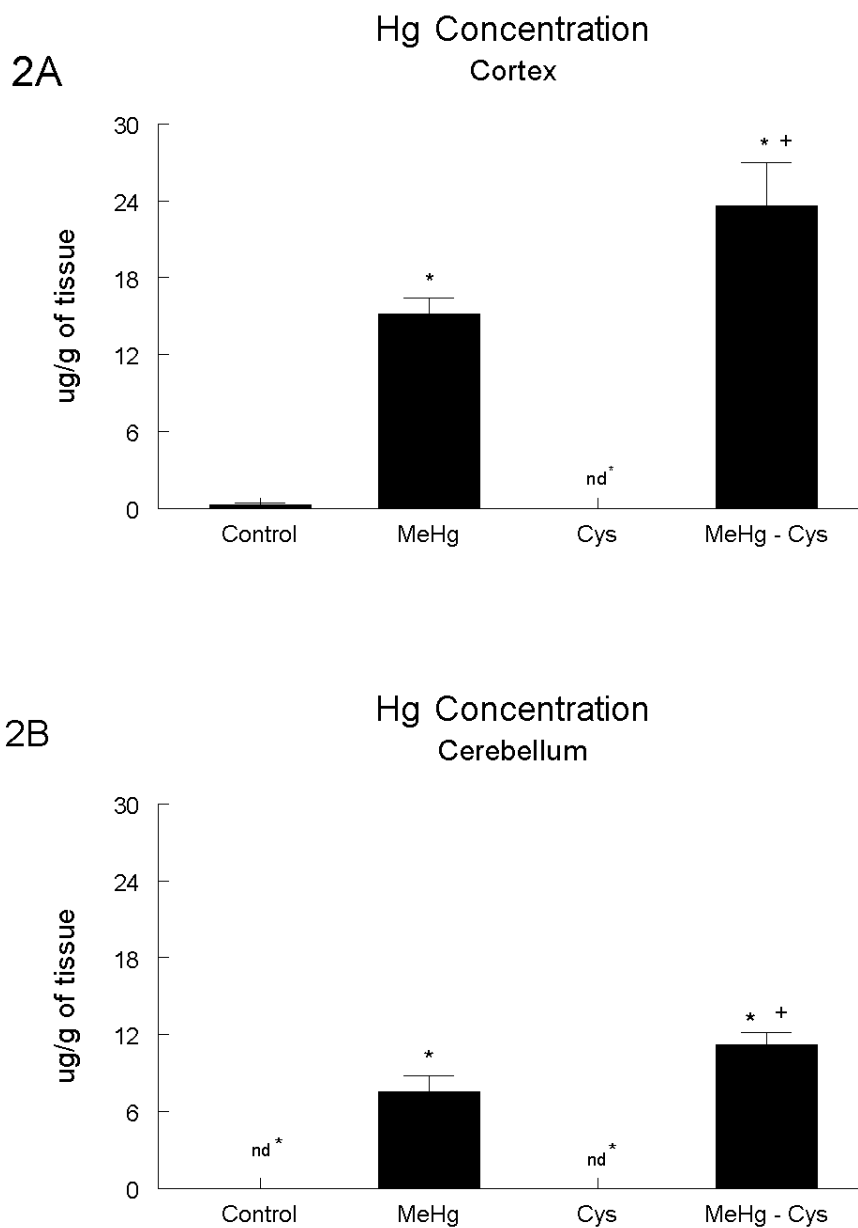 Hg Concentration
2A
Cortex
30
* +
24
ug/g of tissue
18
*
12
6
nd*
0
Control MeHg Cys MeHg - Cys
Hg Concentration
2B
Cerebellum
30
24
ug/g of tissue
18
12
* +
*
6
nd* nd*
0
Control MeHg Cys MeHg - Cys